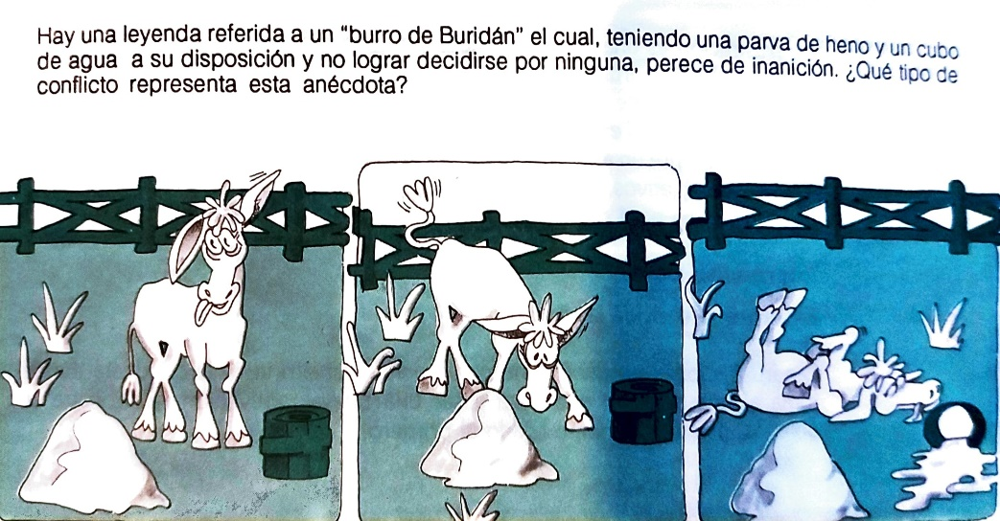 Hay una leyenda referida a un “burro de Buridán” el cual, teniendo una parva de heno y un cubo
de agua a su disposición y no lograr decidirse por ninguna, perece de inanición. ¿Qué tipo de
conflicto representa esta anécdota?